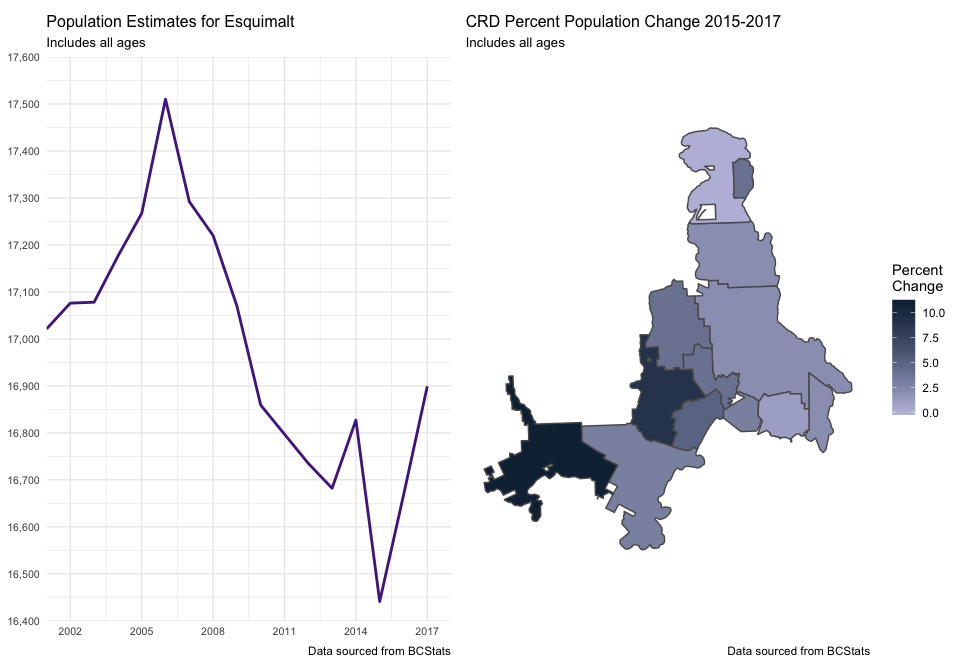 Population Estimates for Esquimalt
Includes all ages
17,600
17,500
17,400
17,300
17,200
17,100
17,000
16,900
16,800
16,700
16,600
16,500
16,400
2002 2005 2008 2011 2014 2017
Data sourced from BCStats
CRD Percent Population Change 2015-2017
Includes all ages
Percent
Change
10.0
7.5
5.0
2.5
0.0
Data sourced from BCStats